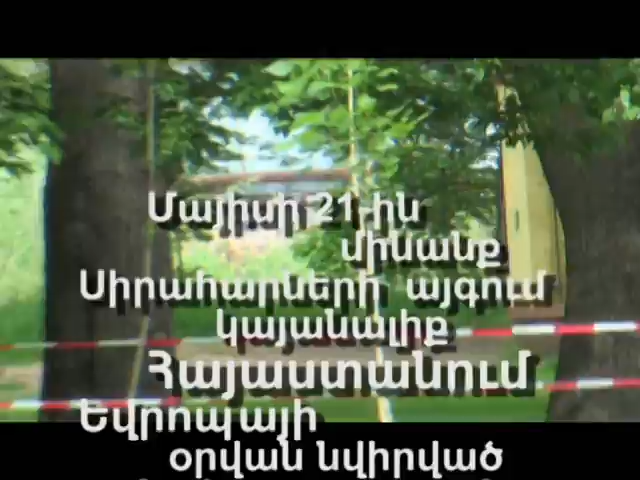 Մայիսի 21-ին
մինանք
Սիրահարների այգում
կայանալիք
Հայաստանում
Եվրոպայի
օրվան նվիրված